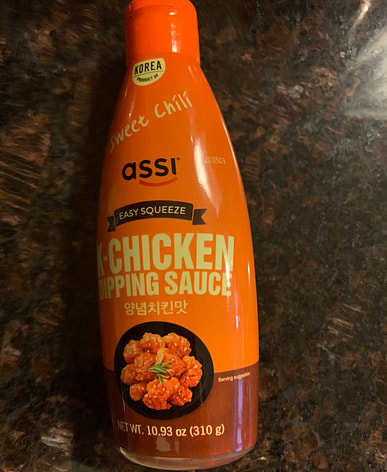 KOREA
PRODUCT OF
Sweet Chili
assi
EASY SQUEEZE
K-CHICKEN
DIPPING SAUCE
양념치킨맛
Serving suggestion
NET WT. 10.93 oz (310 g)